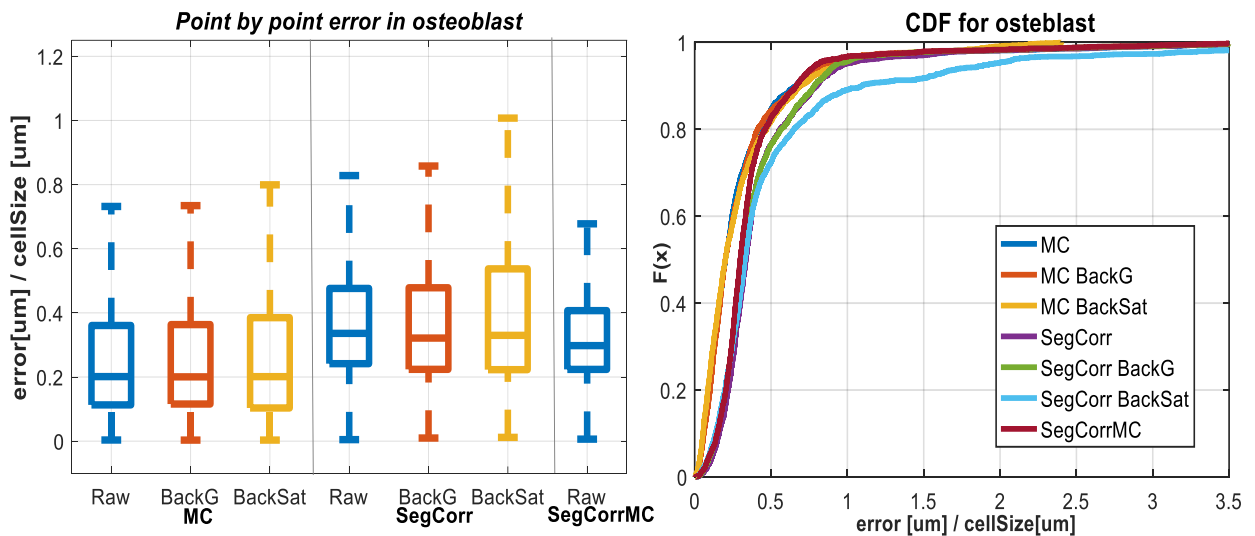 Point by point error in osteoblast
error[um] / cellSize [um]
1.2
1
0.8
0.6
0.4
0.2
0
Raw BackG BackSat Raw BackG BackSat Raw
MC SegCorr SegCorrMC
CDF for osteblast
F(x)
1
0.8
0.6
0.4
0.2
0
0 0.5 1 1.5 2 2.5 3 3.5
error [um] / cellSize[um]
MC
MC BackG
MC BackSat
SegCorr
SegCorr BackG
SegCorr BackSat
SegCorrMC